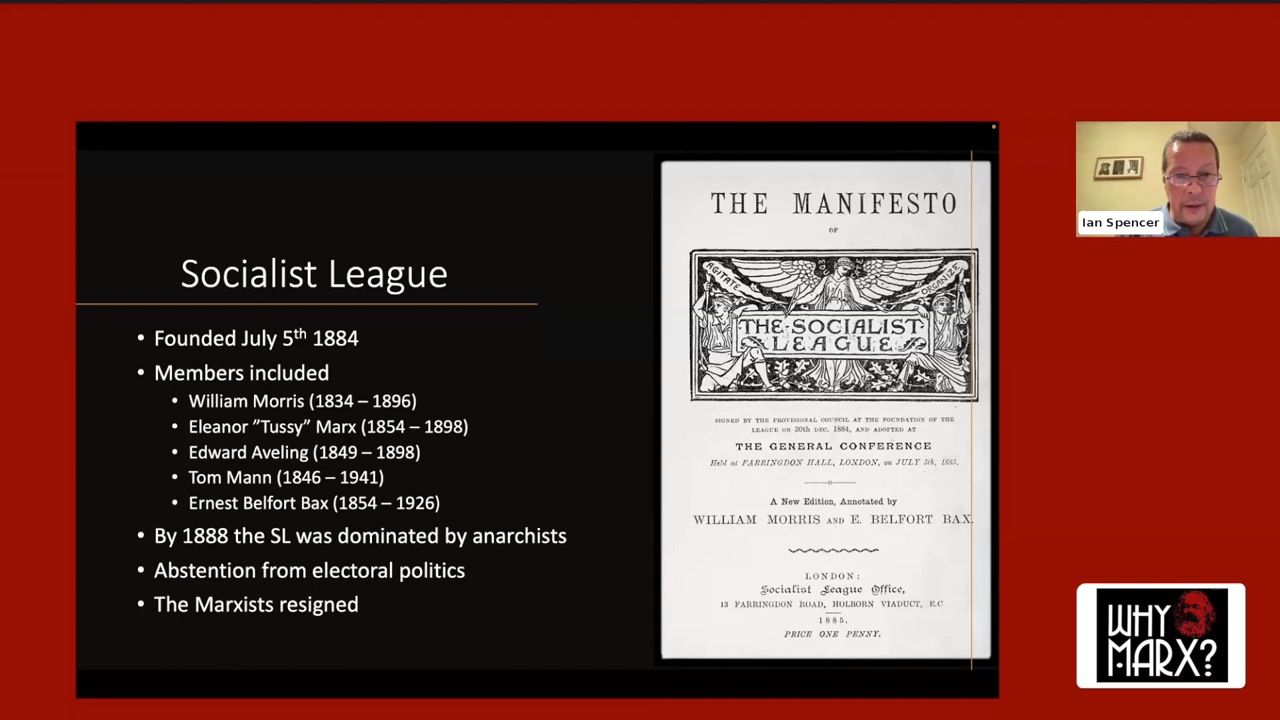 Socialist League
• Founded July 5th 1884
• Members included
• William Morris (1834 – 1896)
• Eleanor ”Tussy” Marx (1854 – 1898)
• Edward Aveling (1849 – 1898)
• Tom Mann (1846 – 1941)
• Ernest Belfort Bax (1854 – 1926)
• By 1888 the SL was dominated by anarchists
• Abstention from electoral politics
• The Marxists resigned
THE MANIFESTO
OF
AGITATE
ORGANIZE
THE·SOCIALIST
LEAGUE
SIGNED BY THE PROVISIONAL COUNCIL AT THE FOUNDATION OF THE
LEAGUE ON 30th DEC. 1884, AND ADOPTED AT
THE GENERAL CONFERENCE
Held at FARRINGDON HALL, LONDON, on JULY 5th, 1885.
A New Edition, Annotated by
WILLIAM MORRIS AND E. BELFORT BAX.
LONDON:
Socialist League Office,
13 FARRINGDON ROAD, HOLBORN VIADUCT, E.C
1885.
PRICE ONE PENNY.
Ian Spencer
WHY
MARX?